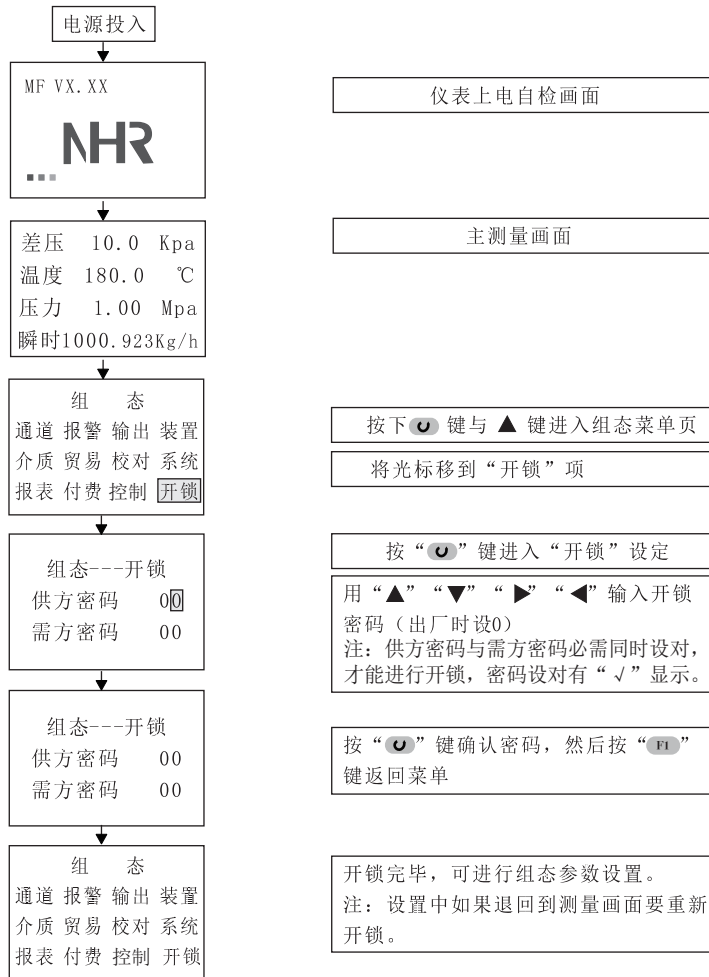 电源投入
MF VX.XX
NHR
仪表上电自检画面
差压 10.0 Kpa
温度 180.0 ℃
压力 1.00 Mpa
瞬时1000.923Kg/h
主测量画面
组 态
通道 报警 输出 装置
介质 贸易 校对 系统
报表 付费 控制 开锁
按下 键与 ▲ 键进入组态菜单页
将光标移到“开锁”项
组态---开锁
供方密码 00
需方密码 00
按“ ”键进入“开锁”设定
用“▲”“▼”“▶”“◀”输入开锁
密码（出厂时设0）
注：供方密码与需方密码必需同时设对，
才能进行开锁，密码设对有“√”显示。
组态---开锁
供方密码 00
需方密码 00
按“ ”键确认密码，然后按“F1”
键返回菜单
组 态
通道 报警 输出 装置
介质 贸易 校对 系统
报表 付费 控制 开锁
开锁完毕，可进行组态参数设置。
注：设置中如果退回到测量画面要重新
开锁。